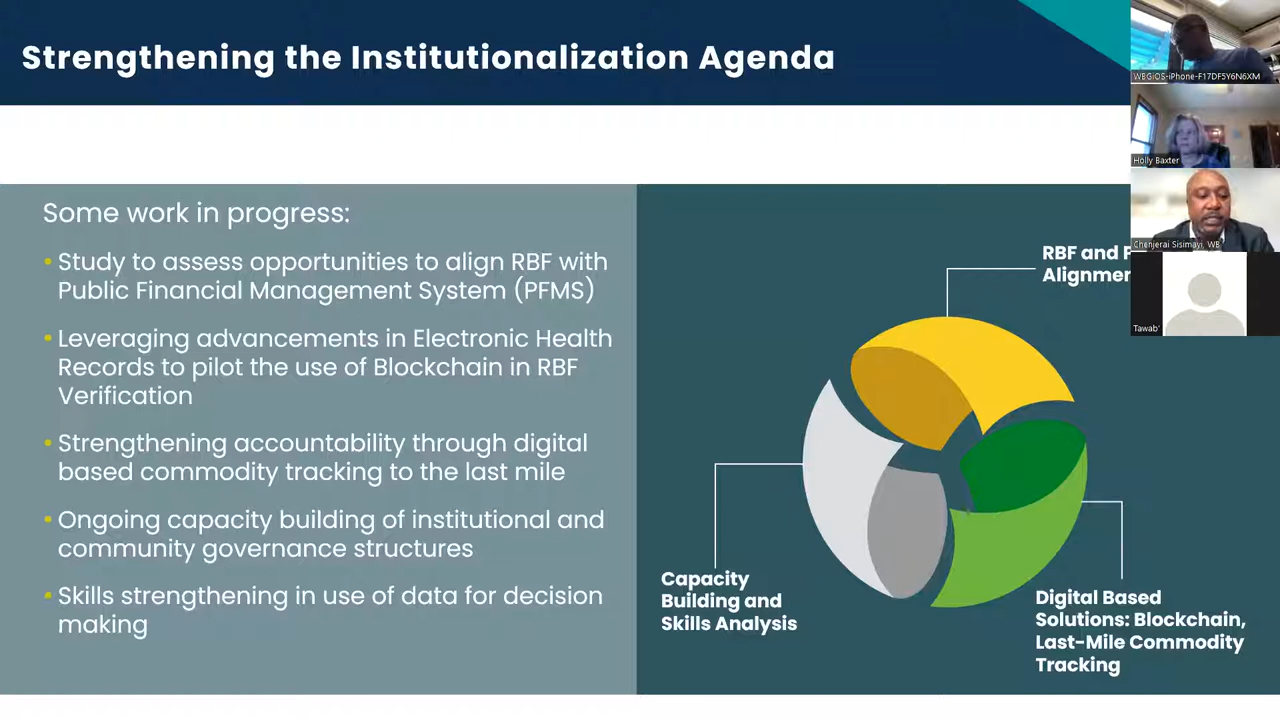 Strengthening the Institutionalization Agenda
Some work in progress:
• Study to assess opportunities to align RBF with
Public Financial Management System (PFMS)
• Leveraging advancements in Electronic Health
Records to pilot the use of Blockchain in RBF
Verification
• Strengthening accountability through digital
based commodity tracking to the last mile
• Ongoing capacity building of institutional and
community governance structures
• Skills strengthening in use of data for decision
making
RBF and
Capacity
Building and
Skills Analysis
Digital Based
Solutions: Blockchain,
Last-Mile Commodity
Tracking
WBGiOS-iPhone-F17DF5Y6N6XM
Holly Baxter
Chenjerai Sisimayi, WB
Tawab'